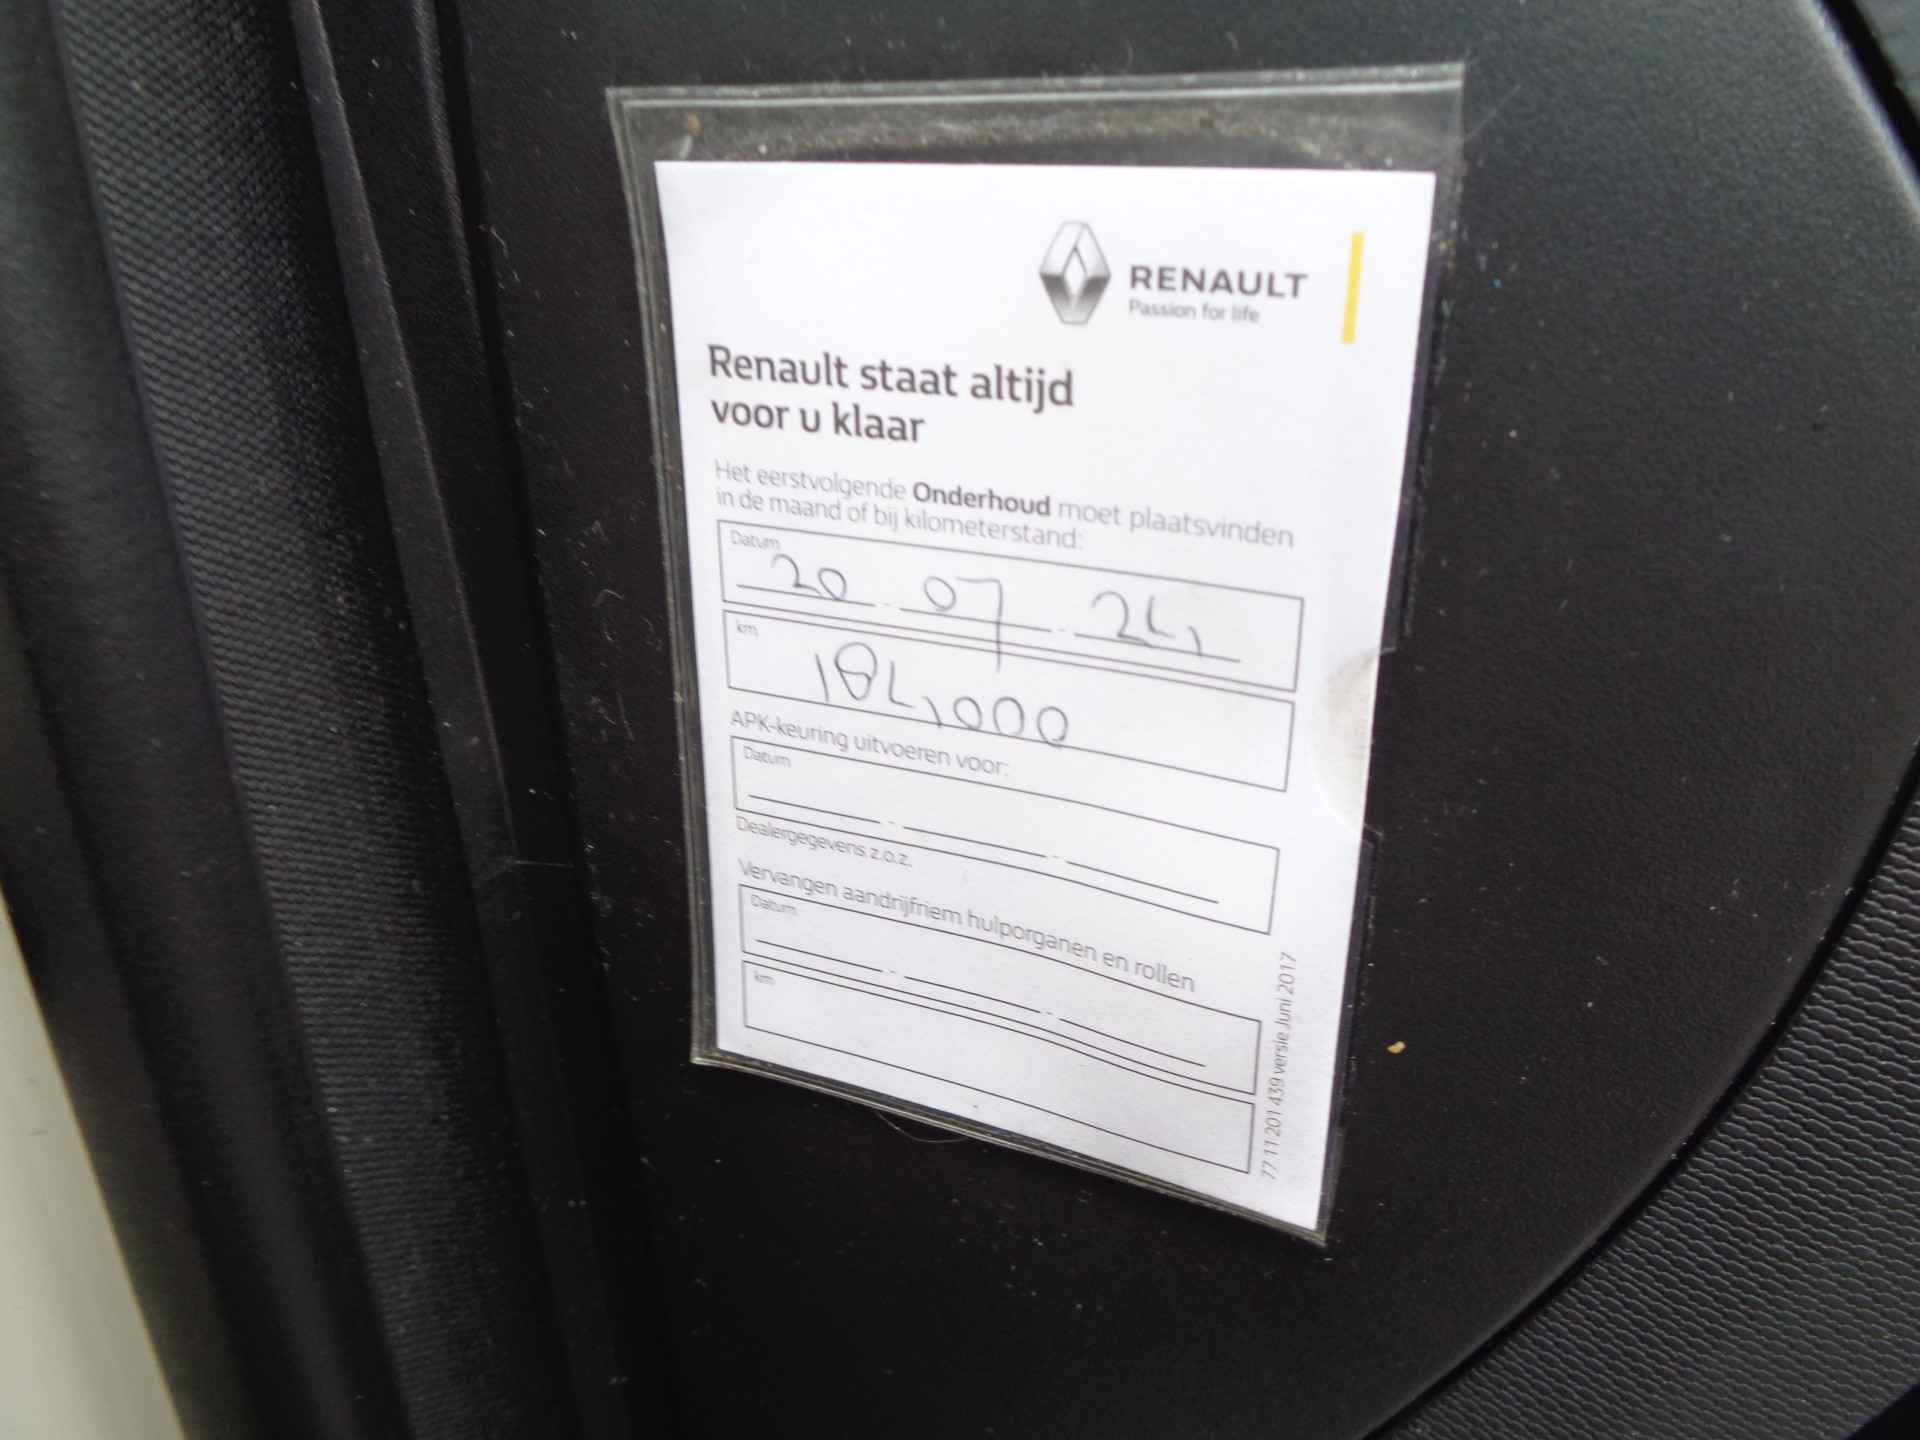 RENAULT
Passion for life
Renault staat altijd
voor u klaar
Het eerstvolgende Onderhoud moet plaatsvinden
in de maand of bij kilometerstand:
Datum
20 - 07 - 24
km
184000
APK-keuring uitvoeren voor:
Datum
Dealergegevens z.o.z.
Vervangen aandrijfriem hulporganen en rollen
Datum
km
77 11 201 439 versie Juni 2017